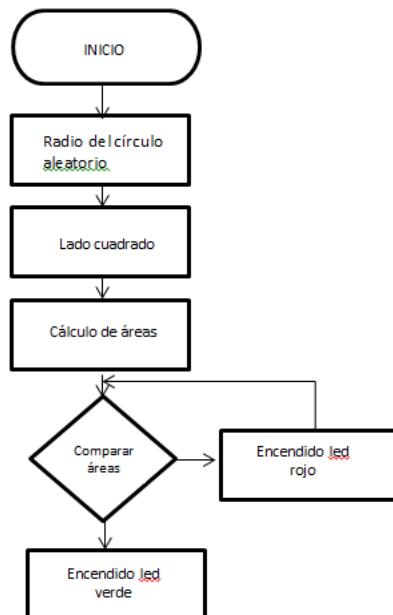 INICIO
Radio del círculo
aleatorio
Lado cuadrado
Cálculo de áreas
Comparar
áreas
Encendido led
rojo
Encendido led
verde